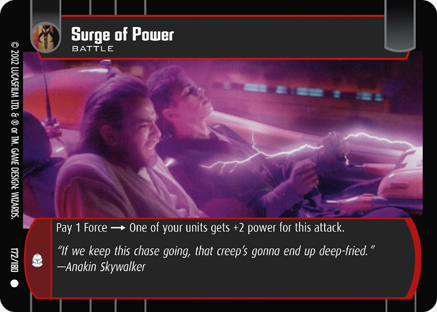 Surge of Power
BATTLE
Pay 1 Force → One of your units gets +2 power for this attack.
“If we keep this chase going, that creep’s gonna end up deep-fried.”
—Anakin Skywalker
© 2002 LUCASFILM LTD. & ® or TM. GAME DESIGN: WIZARDS.
172/180